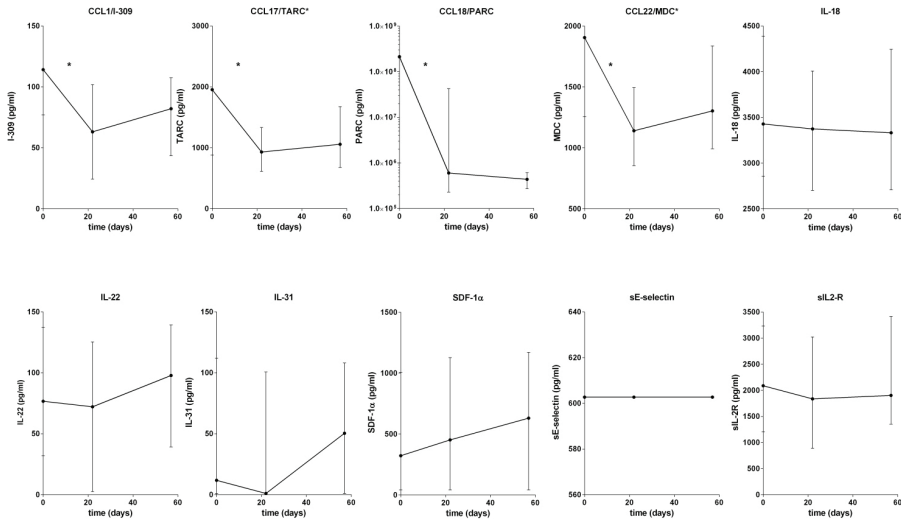 CCL1/I-309
CCL17/TARC*
CCL18/PARC
CCL22/MDC*
IL-18
I-309 (pg/ml)
150
100
50
0
*
0 20 40 60
time (days)
TARC (pg/ml)
3000
2000
1000
0
*
0 20 40 60
time (days)
PARC (pg/ml)
1.0×10⁹
1.0×10⁸
1.0×10⁷
1.0×10⁶
1.0×10⁵
*
0 20 40 60
time (days)
MDC (pg/ml)
2000
1500
1000
500
*
0 20 40 60
time (days)
IL-18 (pg/ml)
4500
4000
3500
3000
2500
0 20 40 60
time (days)
IL-22
IL-31
SDF-1α
sE-selectin
sIL2-R
IL-22 (pg/ml)
150
100
50
0
0 20 40 60
time (days)
IL-31 (pg/ml)
150
100
50
0
0 20 40 60
time (days)
SDF-1α (pg/ml)
1500
1000
500
0
0 20 40 60
time (days)
sE-selectin (pg/ml)
640
620
600
580
560
0 20 40 60
time (days)
sIL-2R (pg/ml)
3500
3000
2500
2000
1500
1000
500
0
0 20 40 60
time (days)